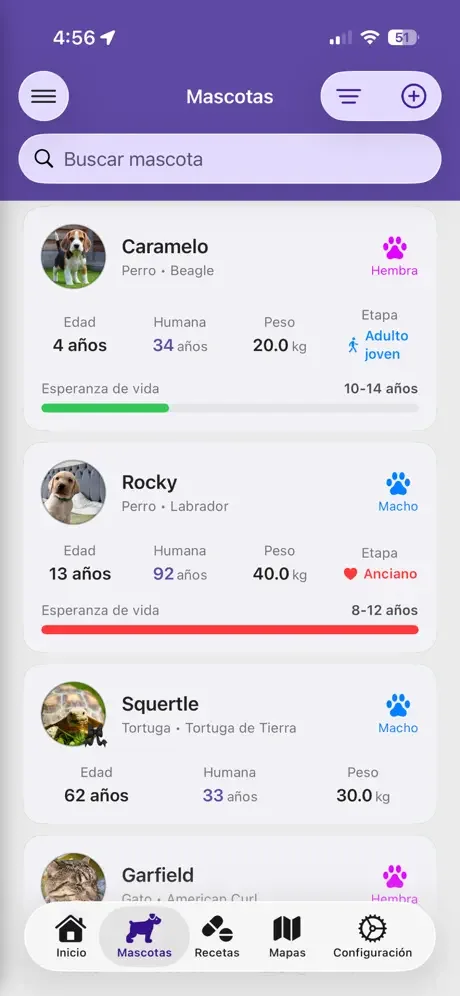 4:56
51
Mascotas
Buscar mascota
Caramelo
Perro • Beagle
Hembra
Edad Humana Peso Etapa
4 años 34 años 20.0 kg Adulto joven
Esperanza de vida 10-14 años
Rocky
Perro • Labrador
Macho
Edad Humana Peso Etapa
13 años 92 años 40.0 kg Anciano
Esperanza de vida 8-12 años
Squertle
Tortuga • Tortuga de Tierra
Macho
Edad Humana Peso
62 años 33 años 30.0 kg
Garfield
Gato • American Curl
Hembra
Inicio Mascotas Recetas Mapas Configuración